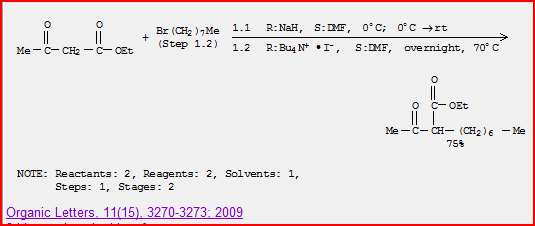 O O
Me — C — CH2 — C — OEt
+
Br (CH2)7Me
(Step 1.2)
1.1 R:NaH, S:DMF, 0°C; 0°C →rt
1.2 R:Bu4 N+ • I-, S:DMF, overnight, 70°C
O
O C — OEt
Me — C — CH — (CH2)6 — Me
75%
NOTE: Reactants: 2, Reagents: 2, Solvents: 1,
Steps: 1, Stages: 2
Organic Letters, 11(15), 3270-3273; 2009